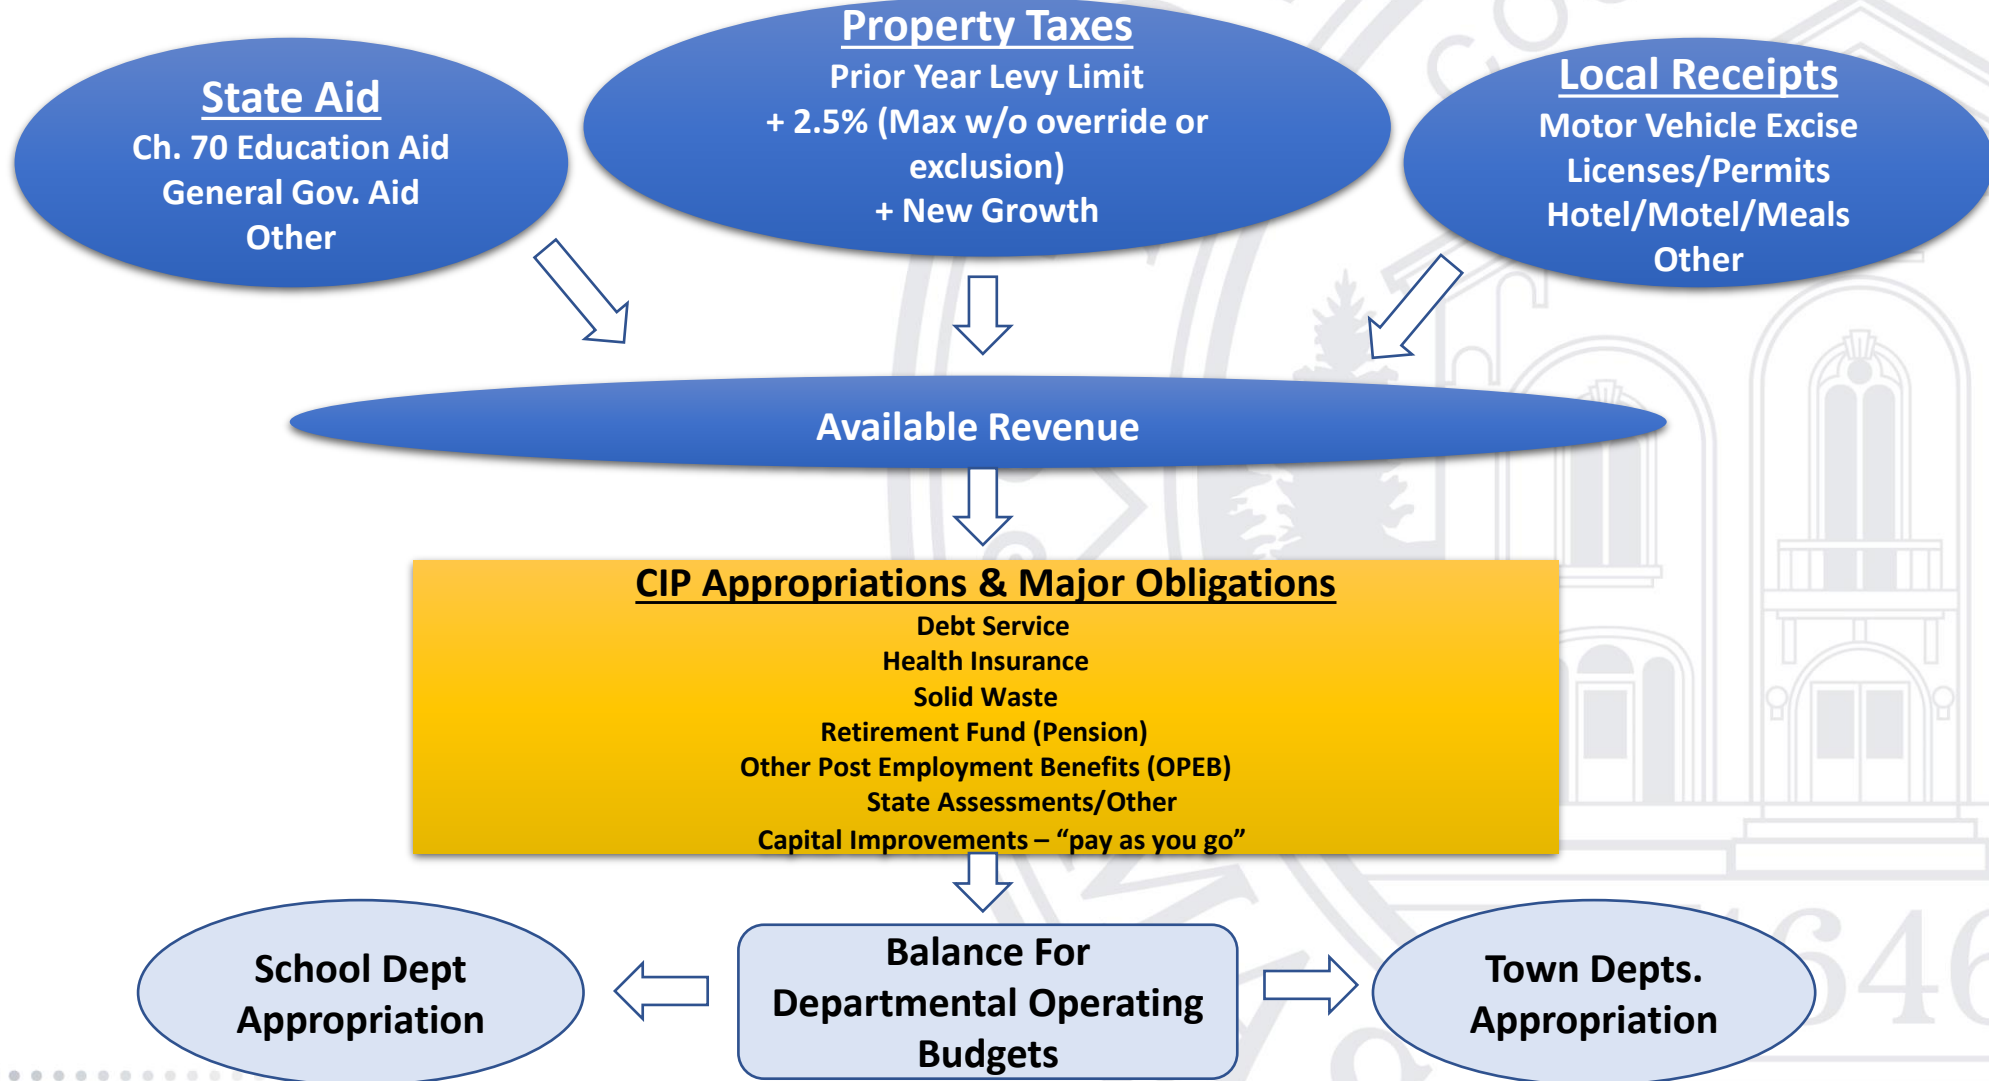 State Aid
Ch. 70 Education Aid
General Gov. Aid
Other
Property Taxes
Prior Year Levy Limit
+ 2.5% (Max w/o override or
exclusion)
+ New Growth
Local Receipts
Motor Vehicle Excise
Licenses/Permits
Hotel/Motel/Meals
Other
Available Revenue
CIP Appropriations & Major Obligations
Debt Service
Health Insurance
Solid Waste
Retirement Fund (Pension)
Other Post Employment Benefits (OPEB)
State Assessments/Other
Capital Improvements – “pay as you go”
School Dept
Appropriation
Balance For
Departmental Operating
Budgets
Town Depts.
Appropriation